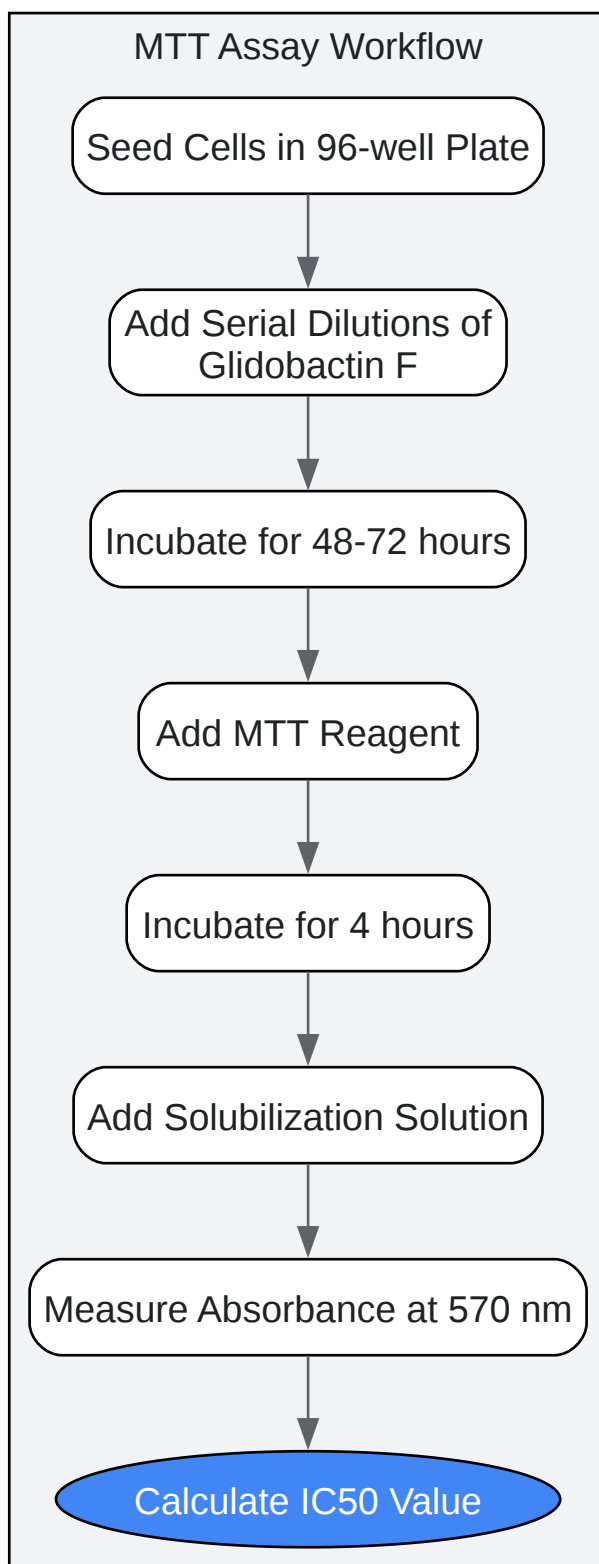 MTT Assay Workflow
Seed Cells in 96-well Plate
Add Serial Dilutions of
Glidobactin F
Incubate for 48-72 hours
Add MTT Reagent
Incubate for 4 hours
Add Solubilization Solution
Measure Absorbance at 570 nm
Calculate IC50 Value